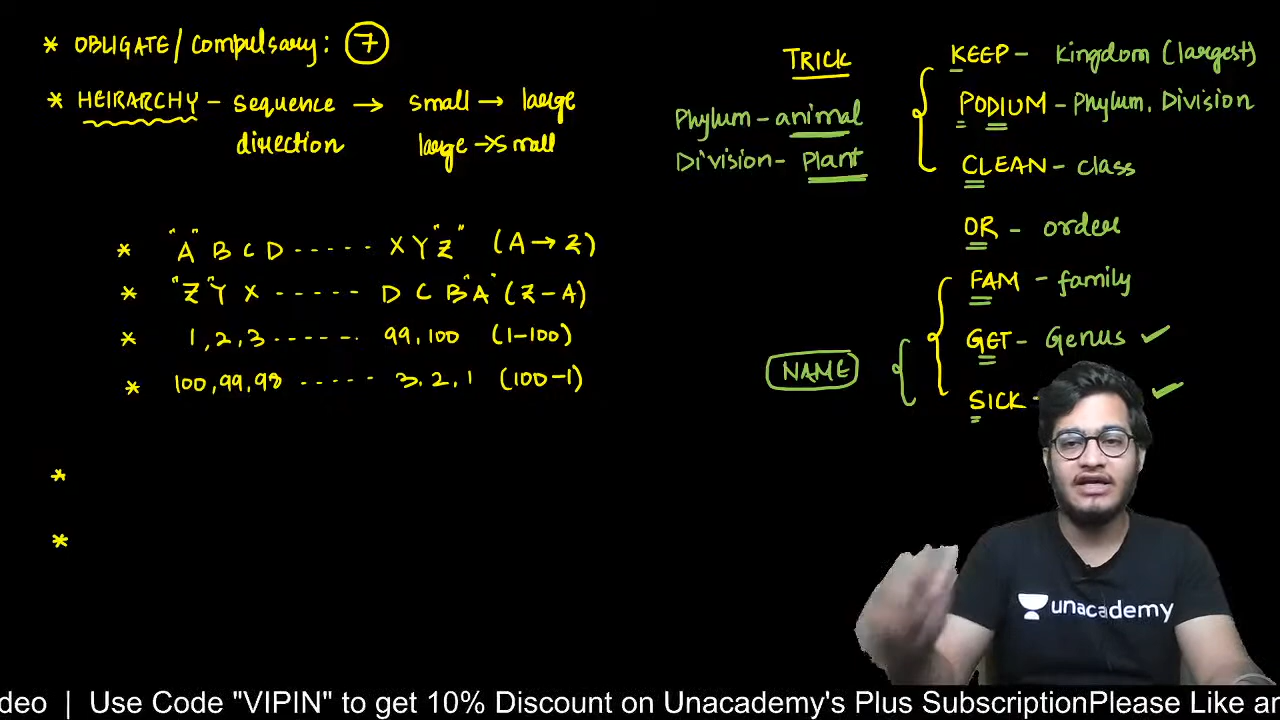 * OBLIGATE/Compulsary: 7
* HEIRARCHY - sequence → small → large
direction large → small
* "A" B C D ----- X Y "Z" (A → Z)
* "Z" Y X ------ D C B "A" (Z - A)
* 1, 2, 3 ------ 99, 100 (1-100)
* 100, 99, 98 ----- 3, 2, 1 (100-1)
*
*
TRICK
Phylum - animal
Division - Plant
KEEP - Kingdom (largest)
PODIUM - Phylum, Division
CLEAN - class
OR - order
FAM - family
GET - Genus ✓
NAME
SICK - ✓
unacademy
deo | Use Code "VIPIN" to get 10% Discount on Unacademy's Plus SubscriptionPlease Like an